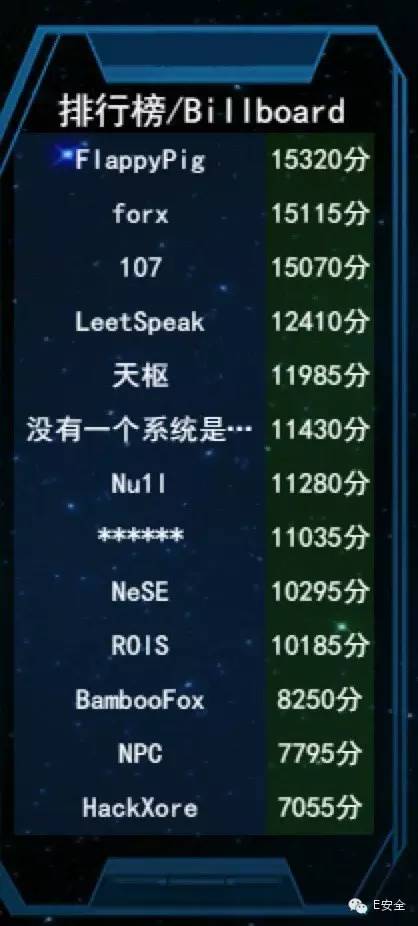 排行榜/Billboard
FlappyPig 15320分
forx 15115分
107 15070分
LeetSpeak 12410分
天枢 11985分
没有一个系统是… 11430分
Nu1l 11280分
****** 11035分
NeSE 10295分
ROIS 10185分
BambooFox 8250分
NPC 7795分
HackXore 7055分
E安全